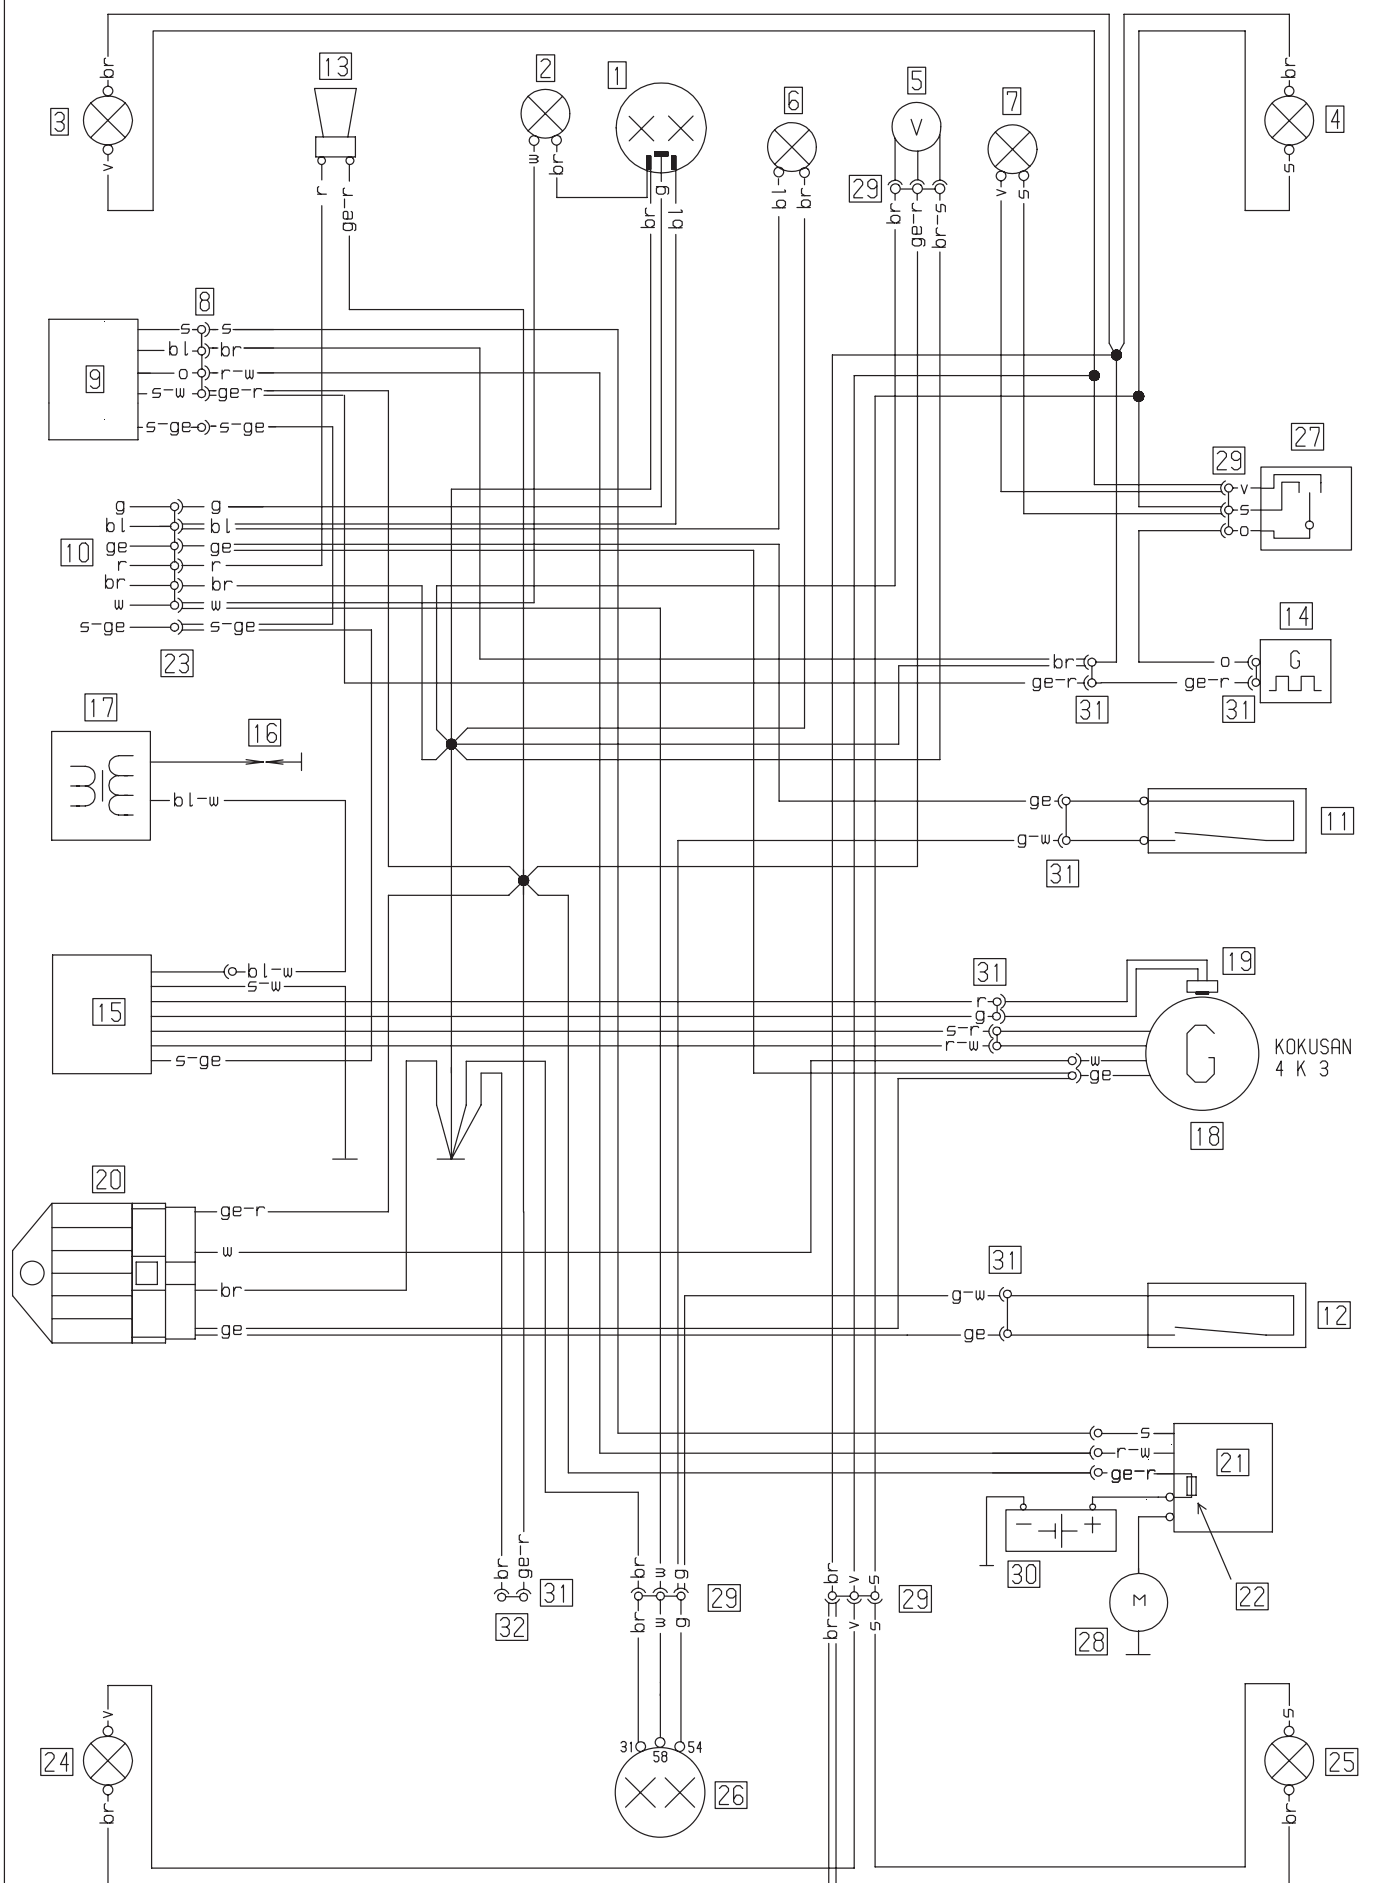 br
br
13
2
1
6
5
7
3
4
V
v
w
br
g
br
bl
bl
br
29
br
ge-r
br-s
v
s
s
r
ge-r
8
s
s
bl
br
9
o
r-w
s-w
ge-r
s-ge
s-ge
27
29
v
s
o
g
g
bl
bl
10
ge
ge
r
r
br
br
w
w
s-ge
s-ge
23
14
G
br
o
ge-r
ge-r
31
31
17
16
bl-w
ge
11
g-w
31
15
bl-w
s-w
s-ge
31
19
r
g
s-r
r-w
w
ge
G
KOKUSAN
4 K 3
18
20
ge-r
w
br
ge
31
g-w
ge
12
s
r-w
ge-r
21
- +
30
22
M
28
br
ge-r
31
32
br
w
g
29
br
w
g
br
v
s
29
br
v
s
v
24
br
31
58
54
26
s
25
br